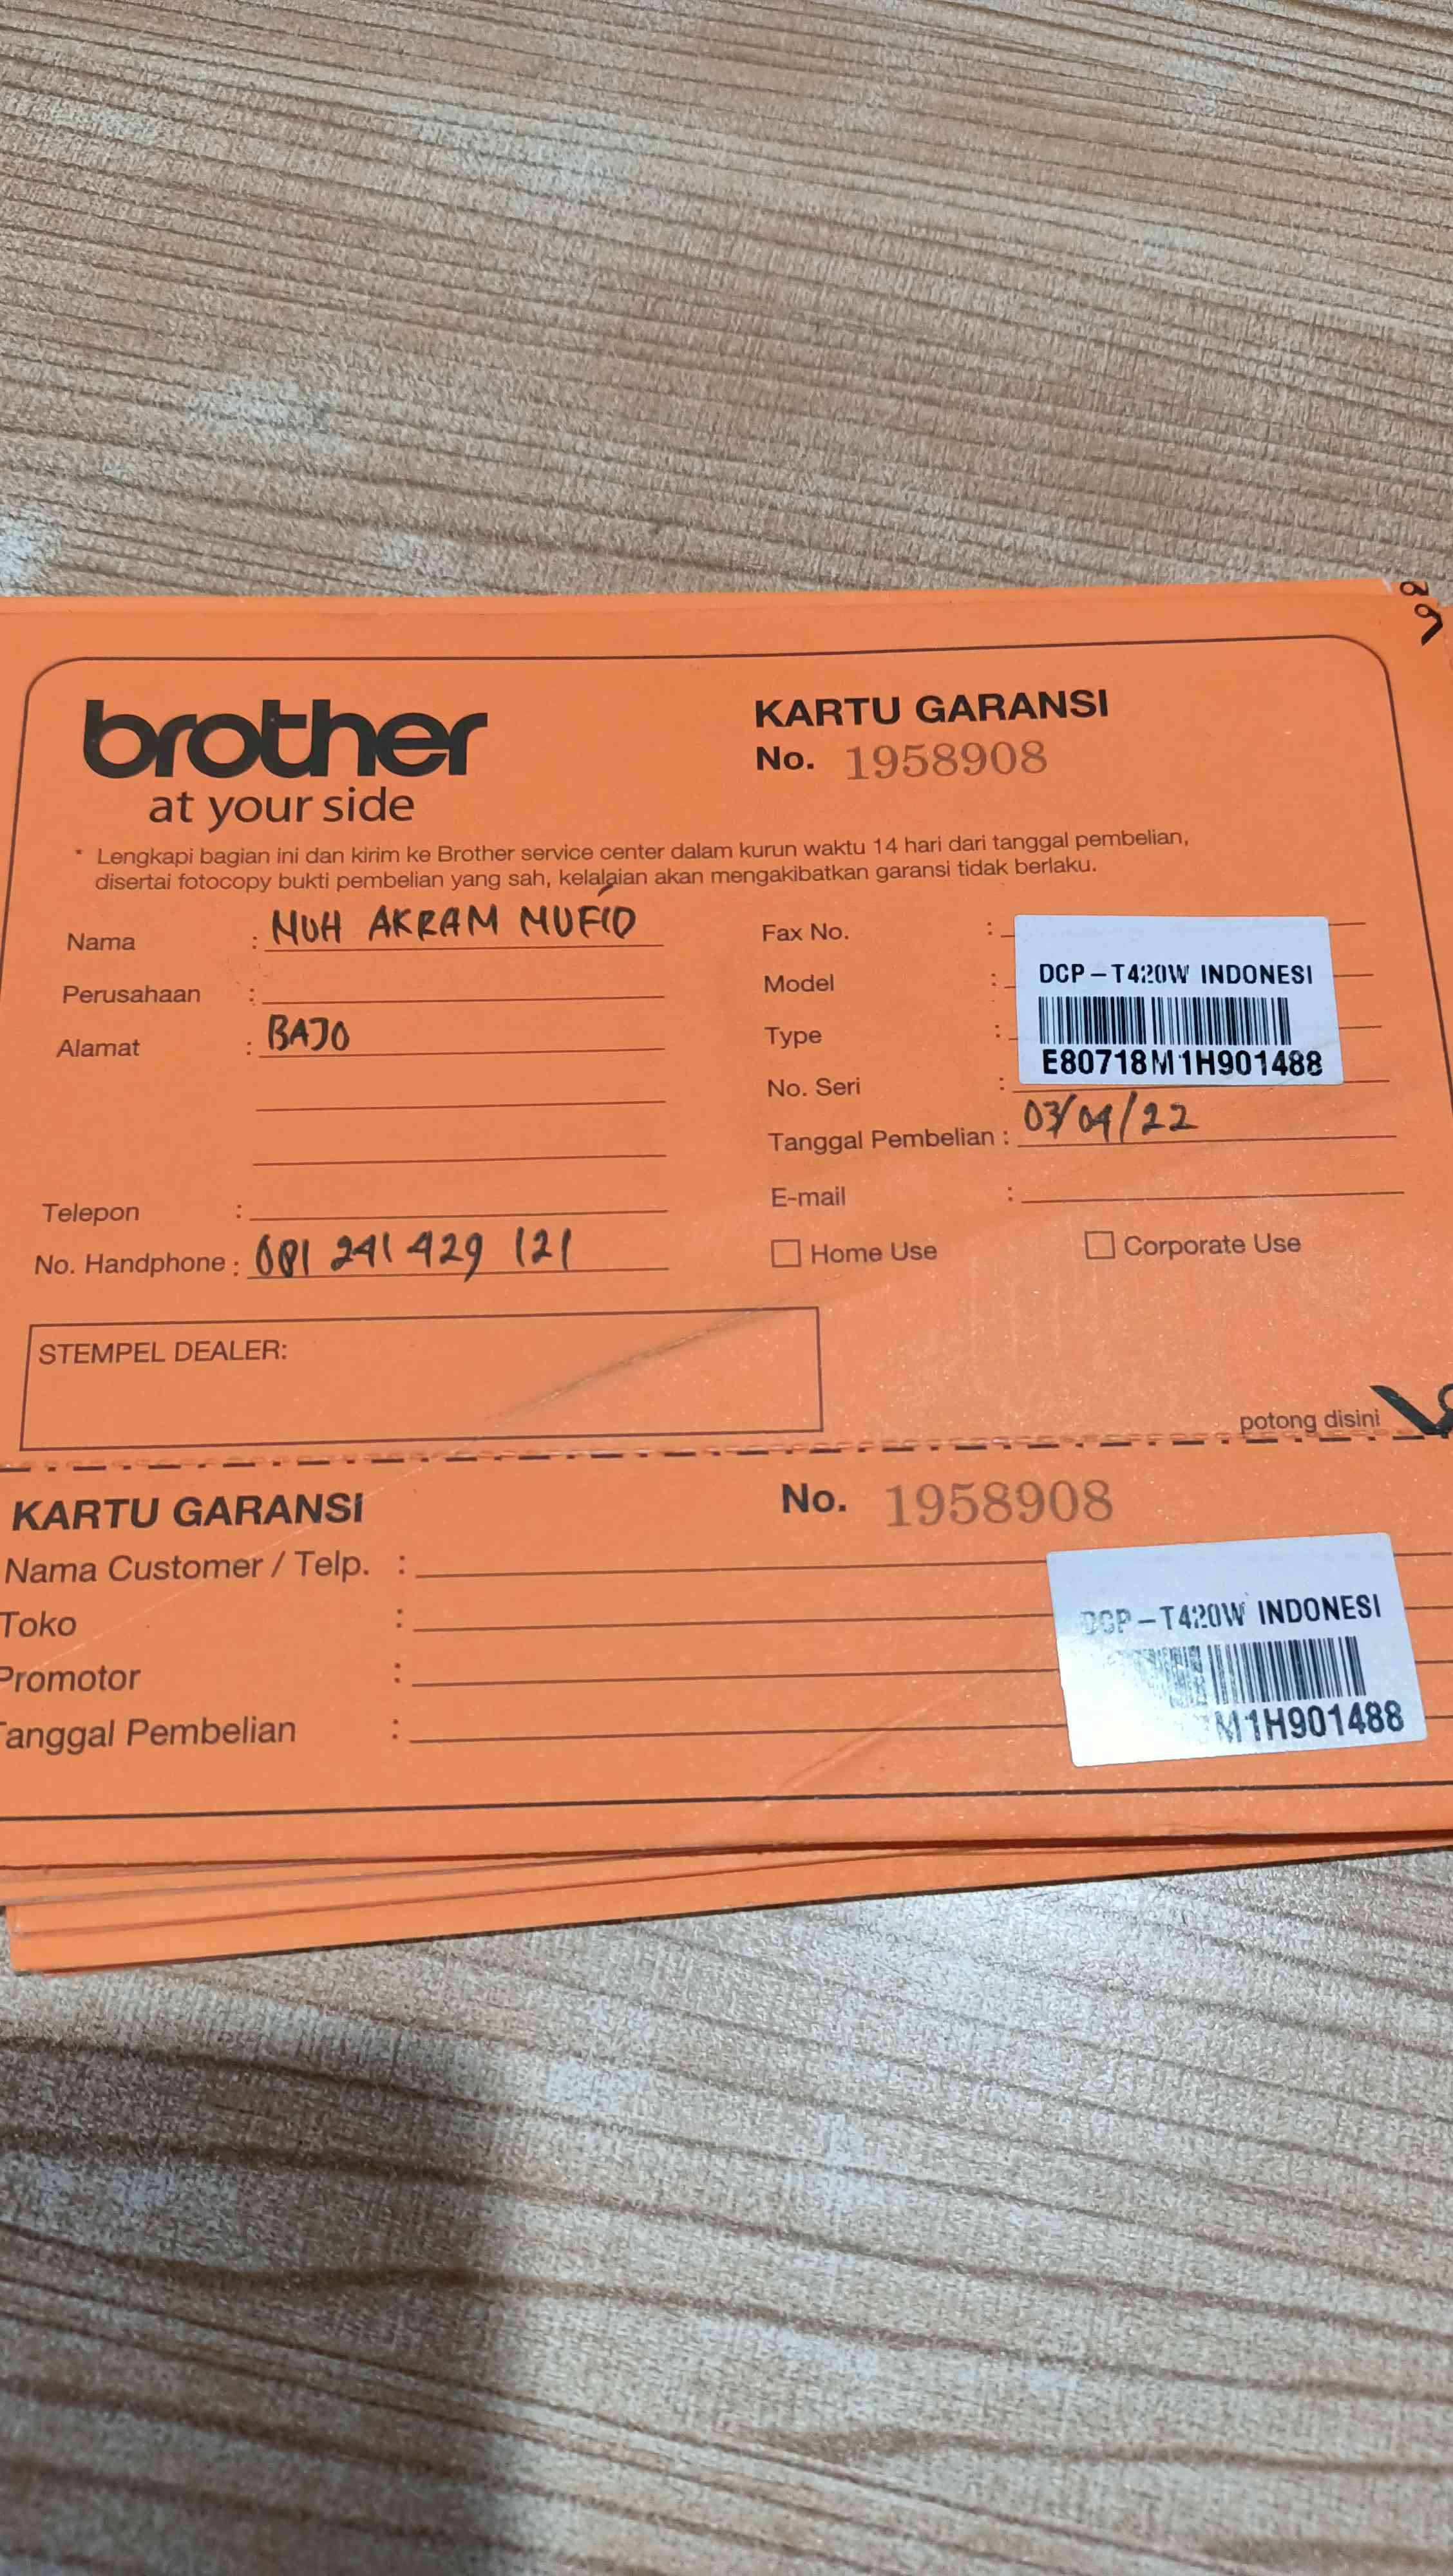 brother
at your side
KARTU GARANSI
No. 1958908
* Lengkapi bagian ini dan kirim ke Brother service center dalam kurun waktu 14 hari dari tanggal pembelian,
disertai fotocopy bukti pembelian yang sah, kelalaian akan mengakibatkan garansi tidak berlaku.
Nama : MUH AKRAM MUFID
Perusahaan :
Alamat : BAJO
Telepon :
No. Handphone : 081 241 429 121
Fax No. :
Model :
Type :
No. Seri :
DCP-T420W INDONESI
E80718M1H901488
Tanggal Pembelian : 03/04/22
E-mail :
Home Use Corporate Use
STEMPEL DEALER:
potong disini
KARTU GARANSI No. 1958908
Nama Customer / Telp. :
Toko :
Promotor :
Tanggal Pembelian :
DCP-T420W INDONESI
M1H901488